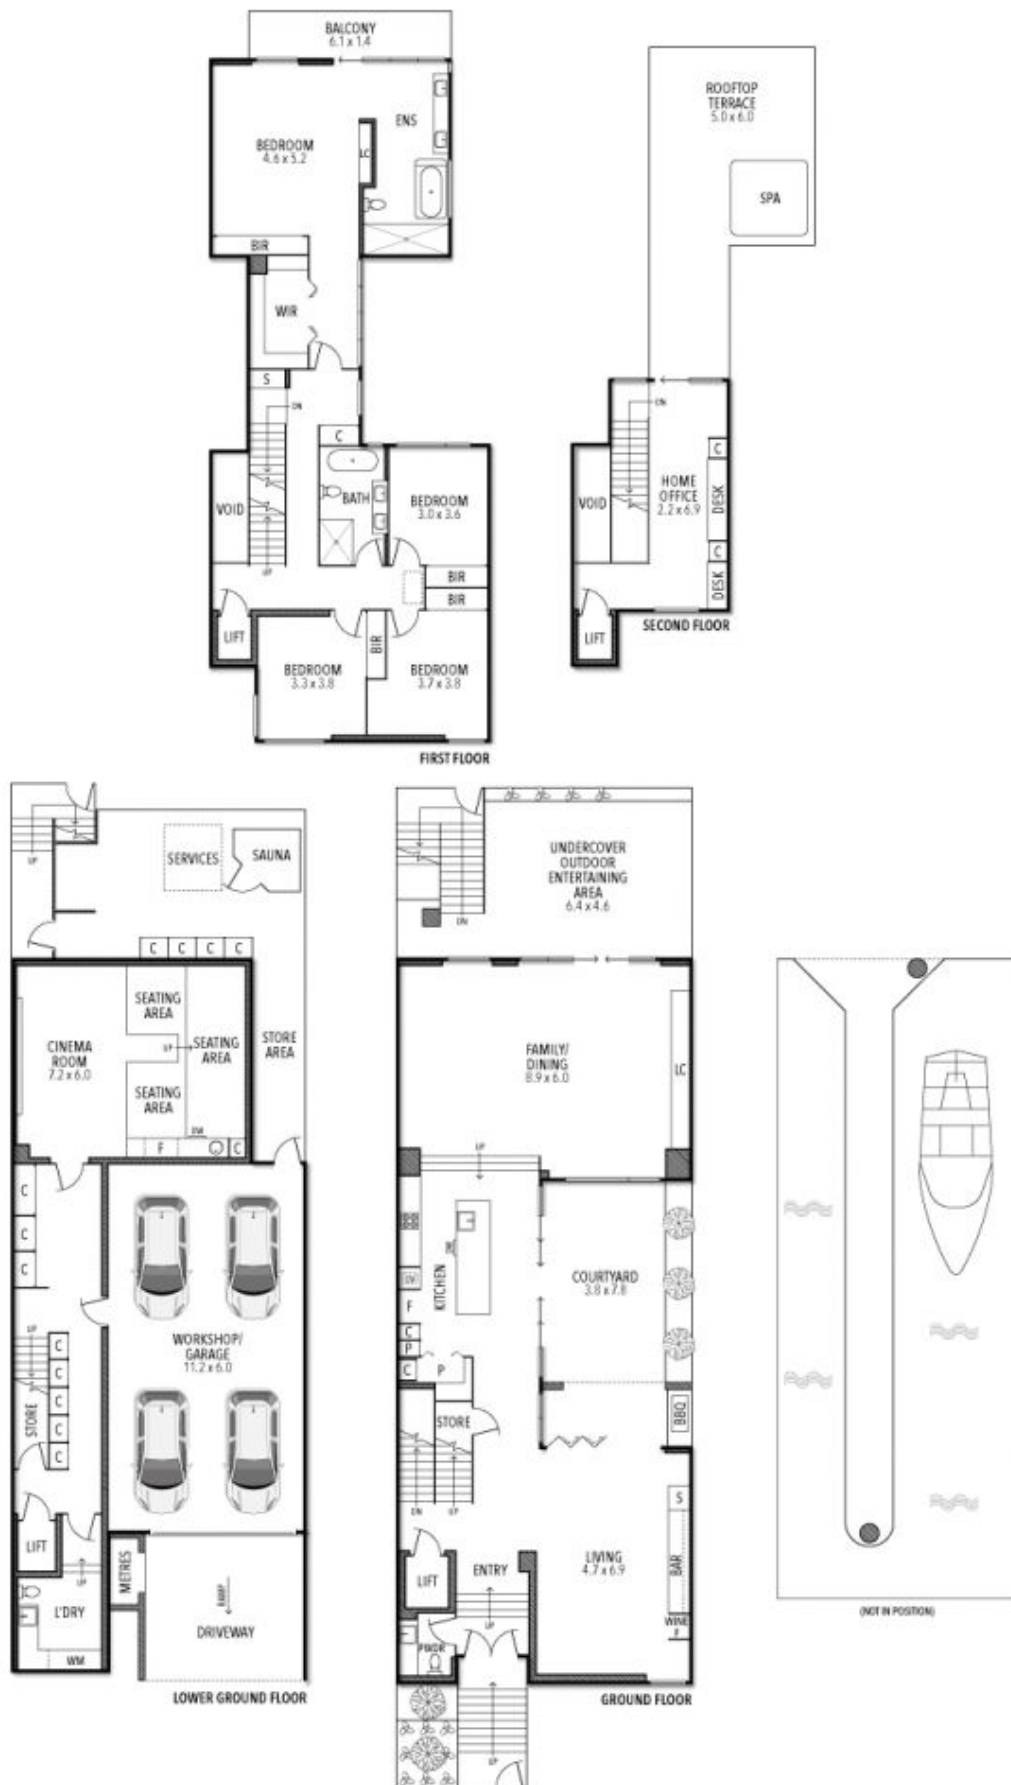 BALCONY
6.1 x 1.4
BEDROOM
4.6 x 5.2
LC
ENS
BIR
WIR
S
DN
C
BATH
VOID
UP
BEDROOM
3.0 x 3.6
BIR
BIR
LIFT
BEDROOM
3.3 x 3.8
BIR
BEDROOM
3.7 x 3.8
FIRST FLOOR
ROOFTOP
TERRACE
5.0 x 6.0
SPA
DN
VOID
HOME
OFFICE
2.2 x 6.9
C
DESK
C
DESK
LIFT
SECOND FLOOR
UP
SERVICES
SAUNA
C
C
C
C
CINEMA
ROOM
7.2 x 6.0
SEATING
AREA
UP
SEATING
AREA
SEATING
AREA
STORE
AREA
DW
F
C
C
C
C
UP
C
C
C
C
C
STORE
WORKSHOP/
GARAGE
11.2 x 6.0
LIFT
UP
L'DRY
WM
METRES
RAMP
DRIVEWAY
LOWER GROUND FLOOR
DN
UNDERCOVER
OUTDOOR
ENTERTAINING
AREA
6.4 x 4.6
FAMILY/
DINING
8.9 x 6.0
LC
UP
KITCHEN
DW
OV
F
C
P
C
P
COURTYARD
3.8 x 7.8
BBQ
STORE
DN
UP
LIFT
ENTRY
UP
PWDR
LIVING
4.7 x 6.9
S
BAR
WINE
F
UP
GROUND FLOOR
(NOT IN POSITION)